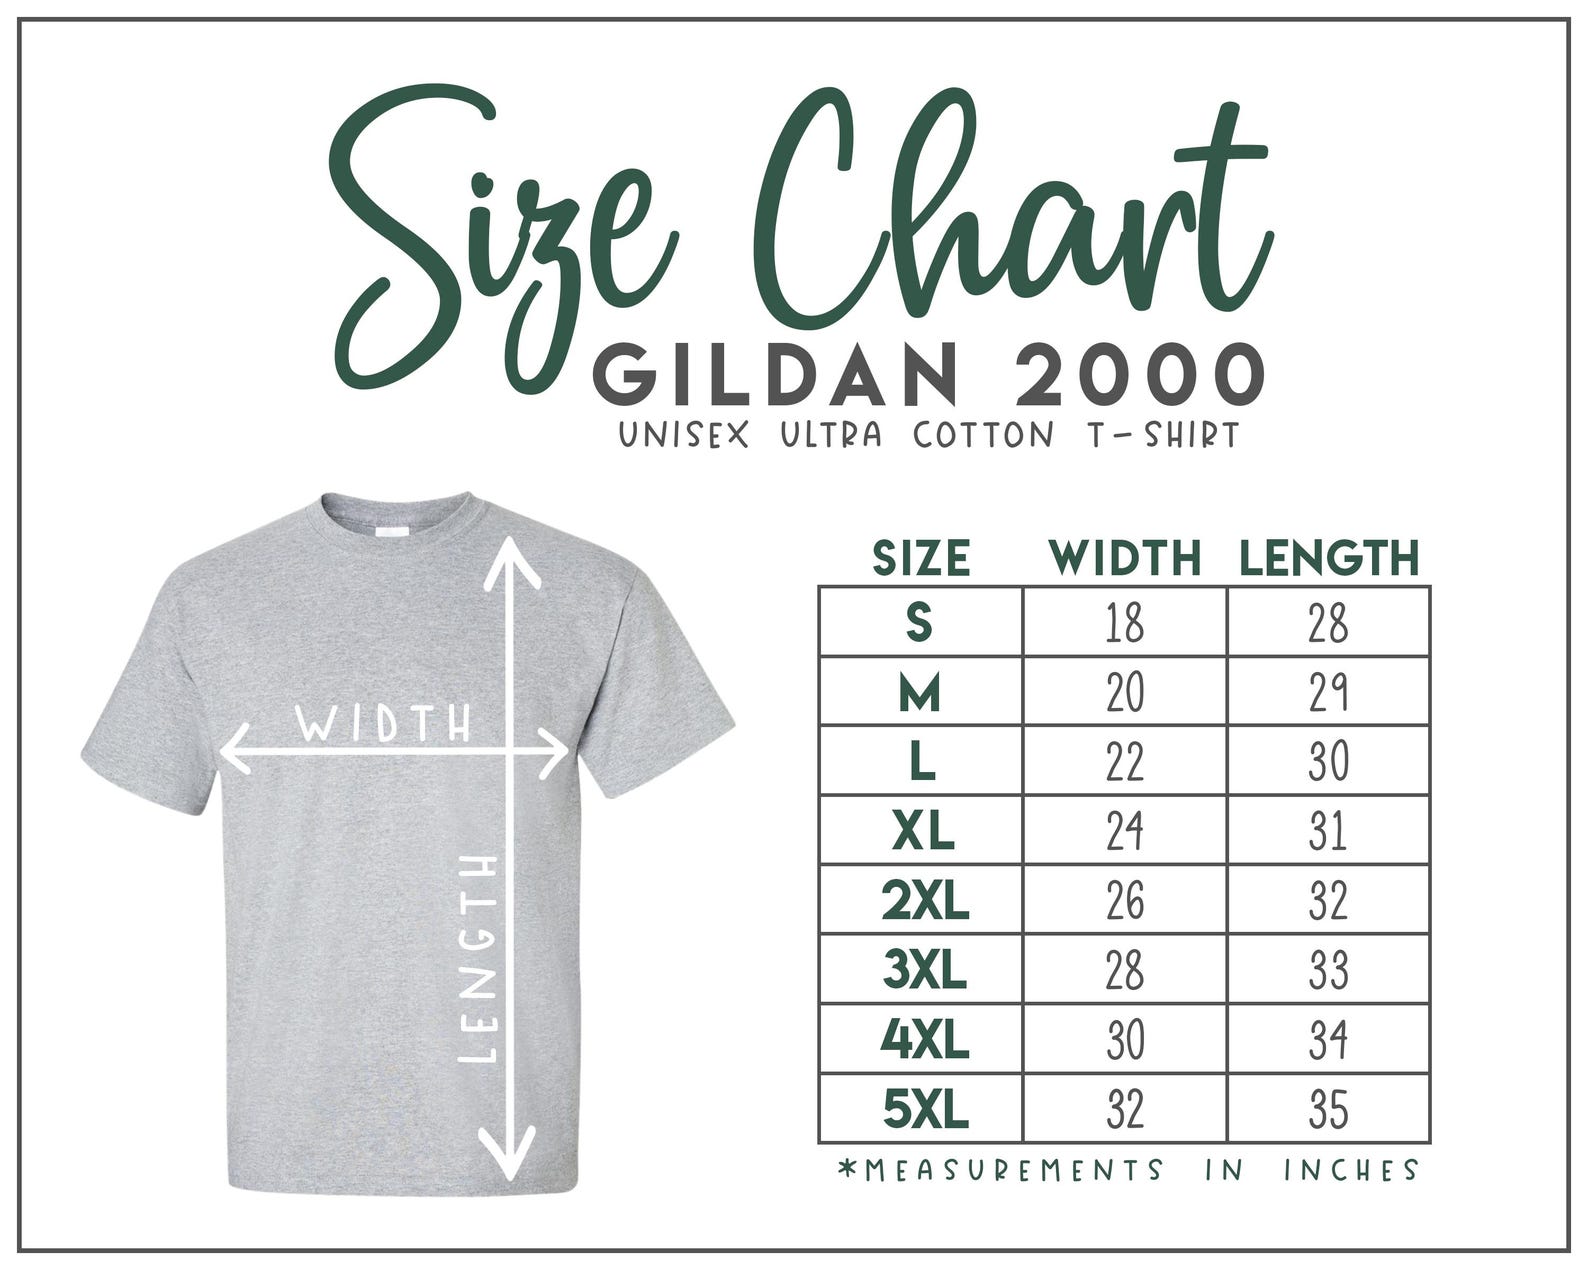 Size Chart
GILDAN 2000
UNISEX ULTRA COTTON T-SHIRT
WIDTH
LENGTH
SIZE WIDTH LENGTH
S 18 28
M 20 29
L 22 30
XL 24 31
2XL 26 32
3XL 28 33
4XL 30 34
5XL 32 35
*MEASUREMENTS IN INCHES